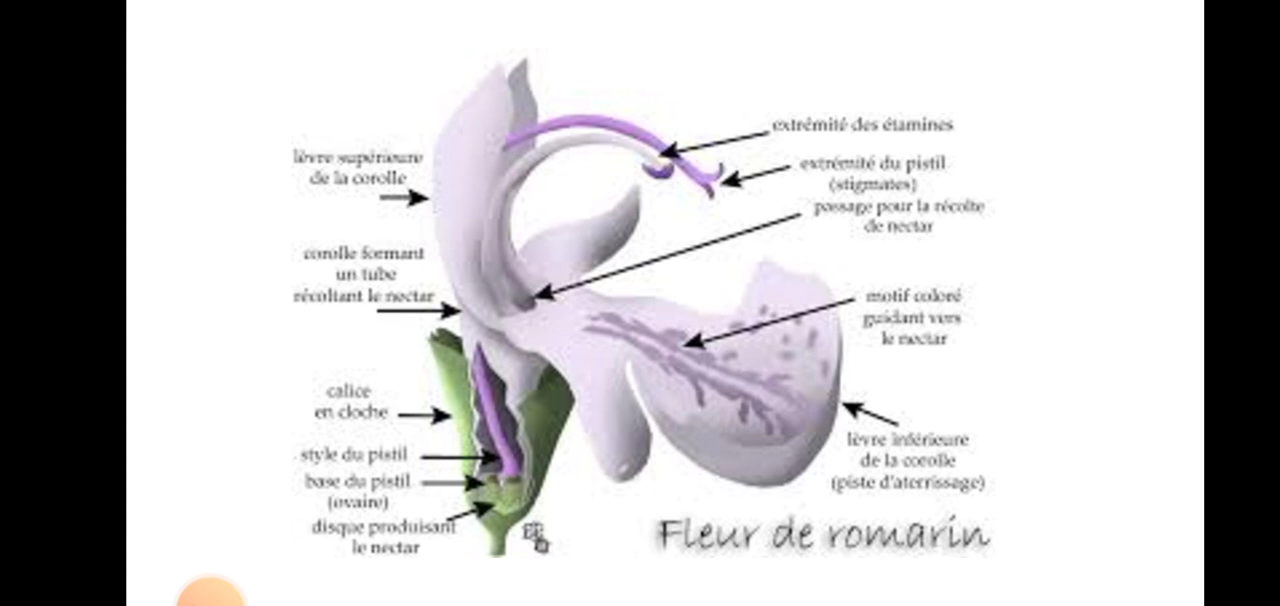 extrémité des étamines
lèvre supérieure
de la corolle
extrémité du pistil
(stigmates)
passage pour la récolte
de nectar
corolle formant
un tube
récoltant le nectar
motif coloré
guidant vers
le nectar
calice
en cloche
lèvre inférieure
de la corolle
(piste d'aterrissage)
style du pistil
base du pistil
(ovaire)
disque produisant
le nectar
Fleur de romarin